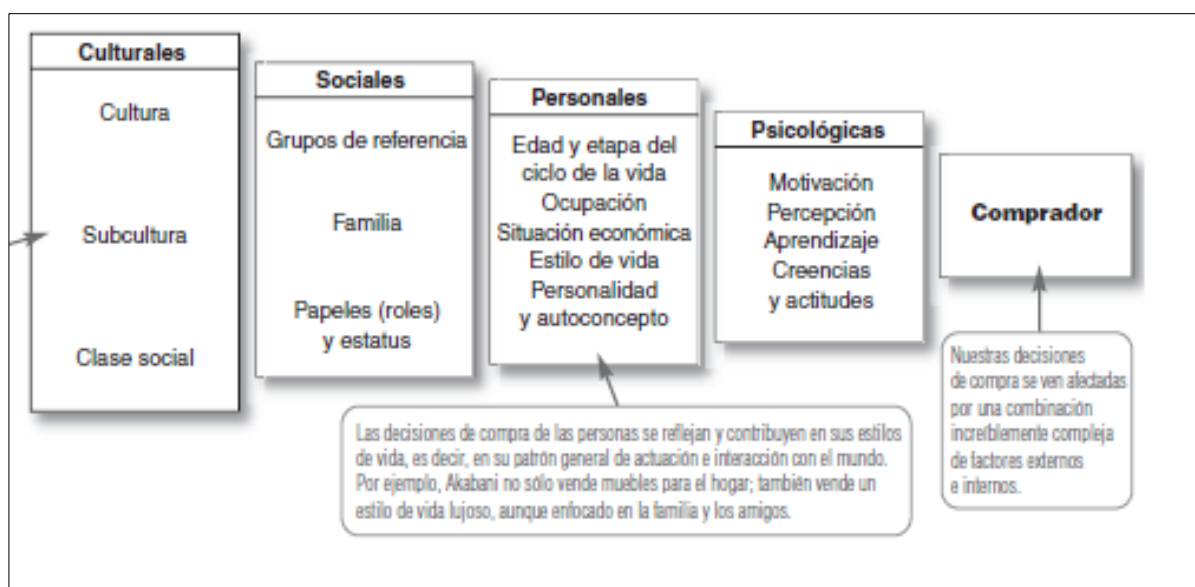 Culturales
Cultura
Subcultura
Clase social
Sociales
Grupos de referencia
Familia
Papeles (roles)
y estatus
Personales
Edad y etapa del
ciclo de la vida
Ocupación
Situación económica
Estilo de vida
Personalidad
y autoconcepto
Psicológicas
Motivación
Percepción
Aprendizaje
Creencias
y actitudes
Comprador
Las decisiones de compra de las personas se reflejan y contribuyen en sus estilos
de vida, es decir, en su patrón general de actuación e interacción con el mundo.
Por ejemplo, Akabani no sólo vende muebles para el hogar; también vende un
estilo de vida lujoso, aunque enfocado en la familia y los amigos.
Nuestras decisiones
de compra se ven afectadas
por una combinación
increíblemente compleja
de factores externos
e internos.